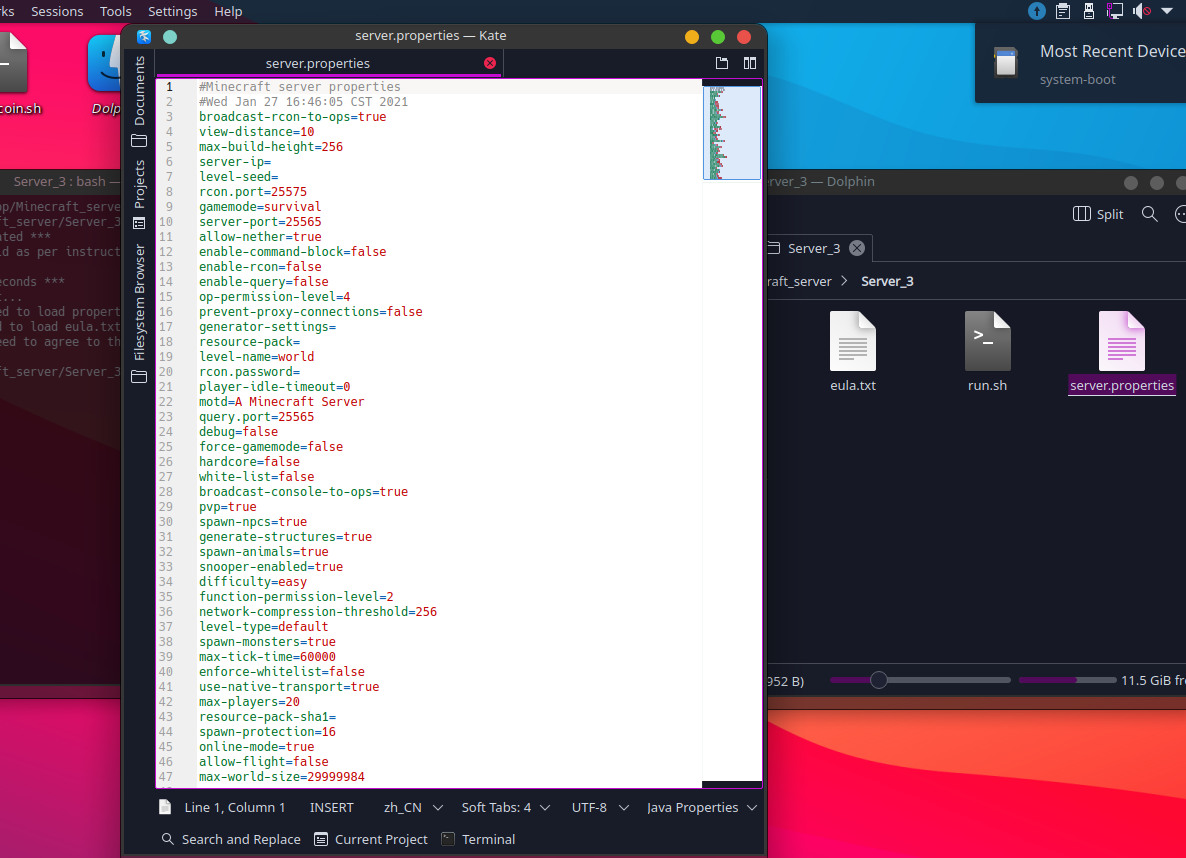 ks Sessions Tools Settings Help
server.properties — Kate
server.properties
Most Recent Device
system-boot
coin.sh
Dolp
Documents
Projects
Filesystem Browser
Server_3 : bash —
ap/Minecraft_serve
ft_server/Server_3
ated ***
ld as per instruct
econds ***
t...
ed to load propert
d to load eula.txt
eed to agree to th
ft_server/Server_3
1 #Minecraft server properties
2 #Wed Jan 27 16:46:05 CST 2021
3 broadcast-rcon-to-ops=true
4 view-distance=10
5 max-build-height=256
6 server-ip=
7 level-seed=
8 rcon.port=25575
9 gamemode=survival
10 server-port=25565
11 allow-nether=true
12 enable-command-block=false
13 enable-rcon=false
14 enable-query=false
15 op-permission-level=4
16 prevent-proxy-connections=false
17 generator-settings=
18 resource-pack=
19 level-name=world
20 rcon.password=
21 player-idle-timeout=0
22 motd=A Minecraft Server
23 query.port=25565
24 debug=false
25 force-gamemode=false
26 hardcore=false
27 white-list=false
28 broadcast-console-to-ops=true
29 pvp=true
30 spawn-npcs=true
31 generate-structures=true
32 spawn-animals=true
33 snooper-enabled=true
34 difficulty=easy
35 function-permission-level=2
36 network-compression-threshold=256
37 level-type=default
38 spawn-monsters=true
39 max-tick-time=60000
40 enforce-whitelist=false
41 use-native-transport=true
42 max-players=20
43 resource-pack-sha1=
44 spawn-protection=16
45 online-mode=true
46 allow-flight=false
47 max-world-size=29999984
Line 1, Column 1 INSERT zh_CN Soft Tabs: 4 UTF-8 Java Properties
Search and Replace Current Project Terminal
erver_3 — Dolphin
Split
Server_3
raft_server > Server_3
eula.txt
run.sh
server.properties
952 B)
11.5 GiB fre